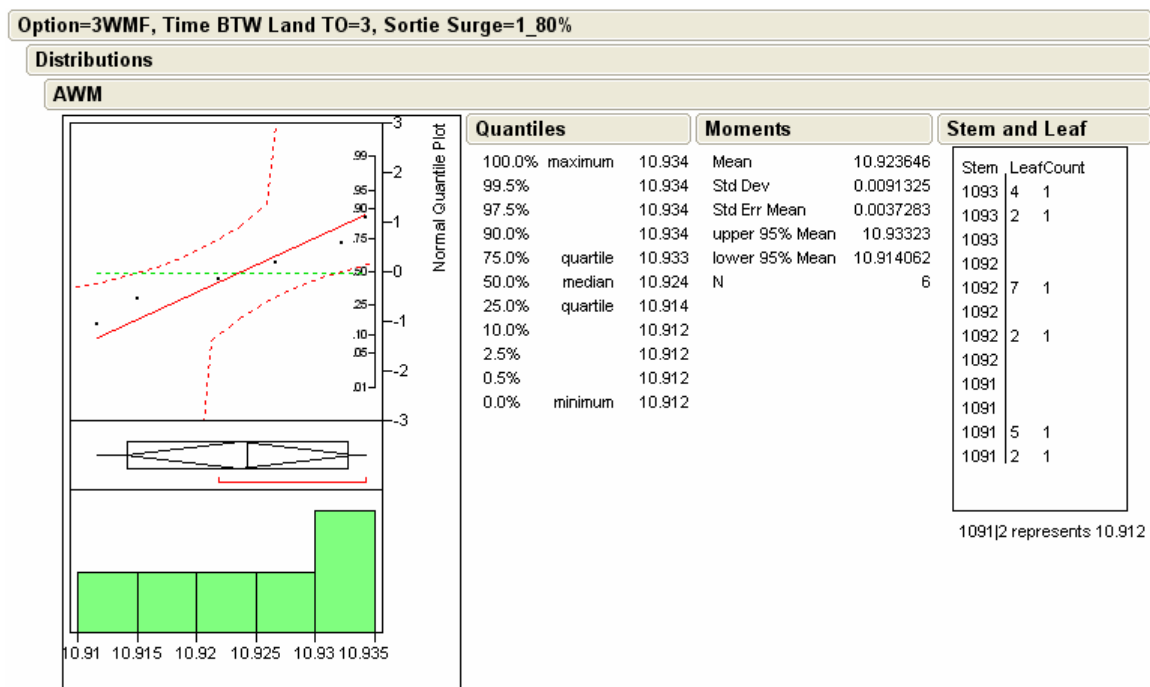 Option=3WMF, Time BTW Land TO=3, Sortie Surge=1_80%
Distributions
AWM
3
2
1
0
-1
-2
-3
.99
.95
.90
.75
.50
.25
.10
.05
.01
Normal Quantile Plot
10.91 10.915 10.92 10.925 10.93 10.935
Quantiles
100.0% maximum 10.934
99.5% 10.934
97.5% 10.934
90.0% 10.934
75.0% quartile 10.933
50.0% median 10.924
25.0% quartile 10.914
10.0% 10.912
2.5% 10.912
0.5% 10.912
0.0% minimum 10.912
Moments
Mean 10.923646
Std Dev 0.0091325
Std Err Mean 0.0037283
upper 95% Mean 10.93323
lower 95% Mean 10.914062
N 6
Stem and Leaf
Stem LeafCount
1093 4 1
1093 2 1
1093
1092
1092 7 1
1092
1092 2 1
1092
1091
1091
1091 5 1
1091 2 1
1091|2 represents 10.912